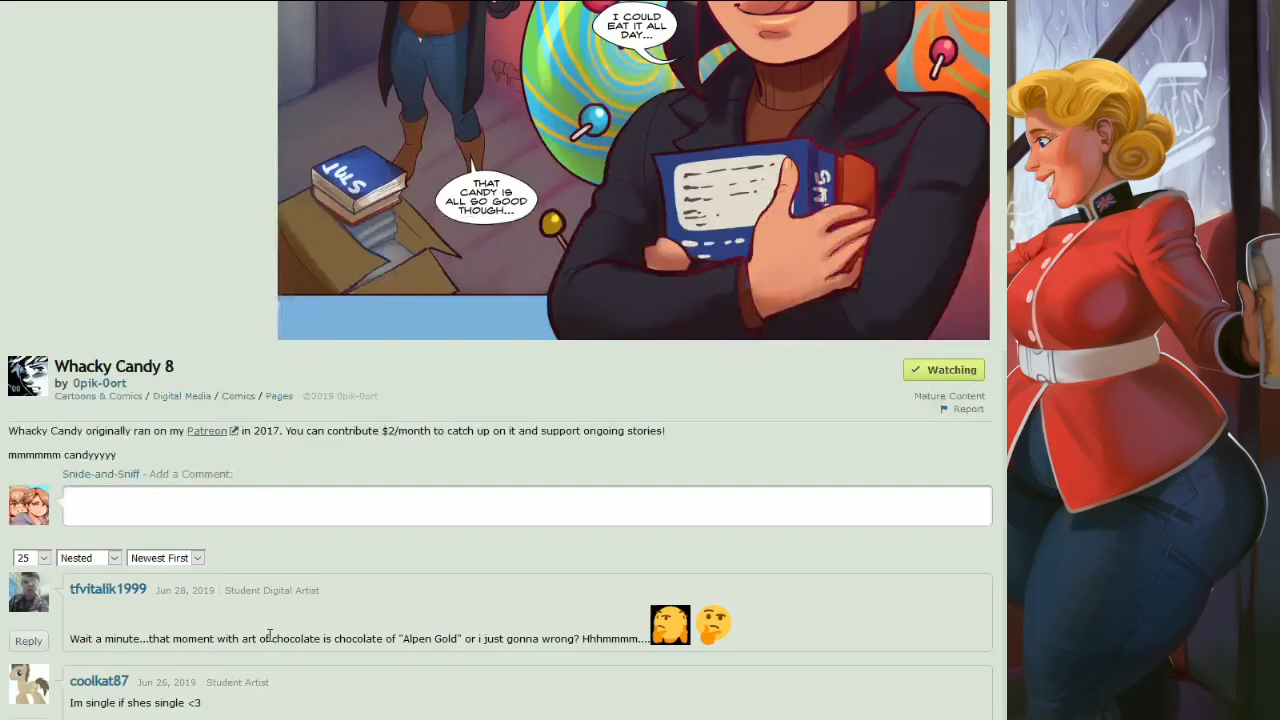 I COULD
EAT IT ALL
DAY...
JUS
THAT
CANDY IS
ALL SO GOOD
THOUGH...
Whacky Candy 8
by 0pik-0ort
Cartoons & Comics / Digital Media / Comics / Pages ©2019 0pik-0ort
Watching
Mature Content
Report
Whacky Candy originally ran on my Patreon in 2017. You can contribute $2/month to catch up on it and support ongoing stories!
mmmmmm candyyyyy
Snide-and-Sniff - Add a Comment:
25 Nested Newest First
tfvitalik1999 Jun 28, 2019 | Student Digital Artist
Wait a minute...that moment with art of chocolate is chocolate of "Alpen Gold" or i just gonna wrong? Hhhmmmm....
Reply
coolkat87 Jun 26, 2019 | Student Artist
Im single if shes single <3